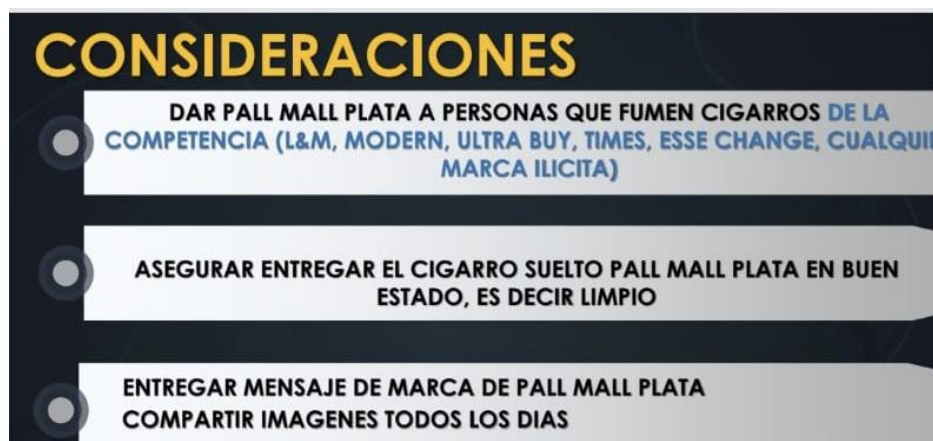 CONSIDERACIONES
DAR PALL MALL PLATA A PERSONAS QUE FUMEN CIGARROS DE LA
COMPETENCIA (L&M, MODERN, ULTRA BUY, TIMES, ESSE CHANGE,
MARCA ILICITA)
ASEGURAR ENTREGAR EL CIGARRO SUELTO PALL MALL PLATA EN BUEN
ESTADO, ES DECIR LIMPIO
ENTREGAR MENSAJE DE MARCA DE PALL MALL PLATA
COMPARTIR IMAGENES TODOS LOS DIAS